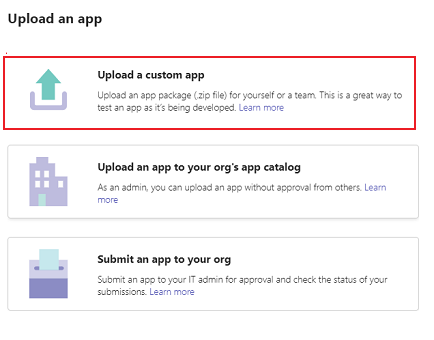 Upload an app
Upload a custom app
Upload an app package (.zip file) for yourself or a team. This is a great way to
test an app as it's being developed. Learn more
Upload an app to your org's app catalog
As an admin, you can upload an app without approval from others. Learn
more
Submit an app to your org
Submit an app to your IT admin for approval and check the status of your
submissions. Learn more